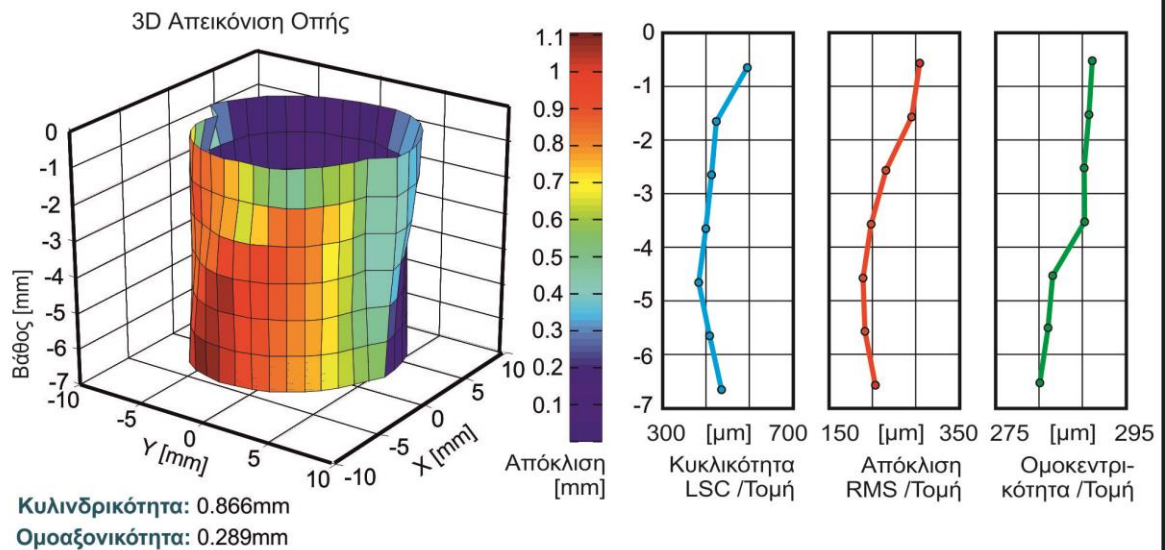 3D Απεικόνιση Οπής
0
-1
-2
-3
-4
-5
-6
-7
Βάθος [mm]
-10
-5
0
5
10
Y [mm]
-10
-5
0
5
10
X [mm]
1.1
1
0.9
0.8
0.7
0.6
0.5
0.4
0.3
0.2
0.1
Απόκλιση
[mm]
0
-1
-2
-3
-4
-5
-6
-7
300 [µm] 700
Κυκλικότητα
LSC /Τομή
150 [µm] 350
Απόκλιση
RMS /Τομή
275 [µm] 295
Ομοκεντρι-
κότητα /Τομή
Κυλινδρικότητα: 0.866mm
Ομοαξονικότητα: 0.289mm